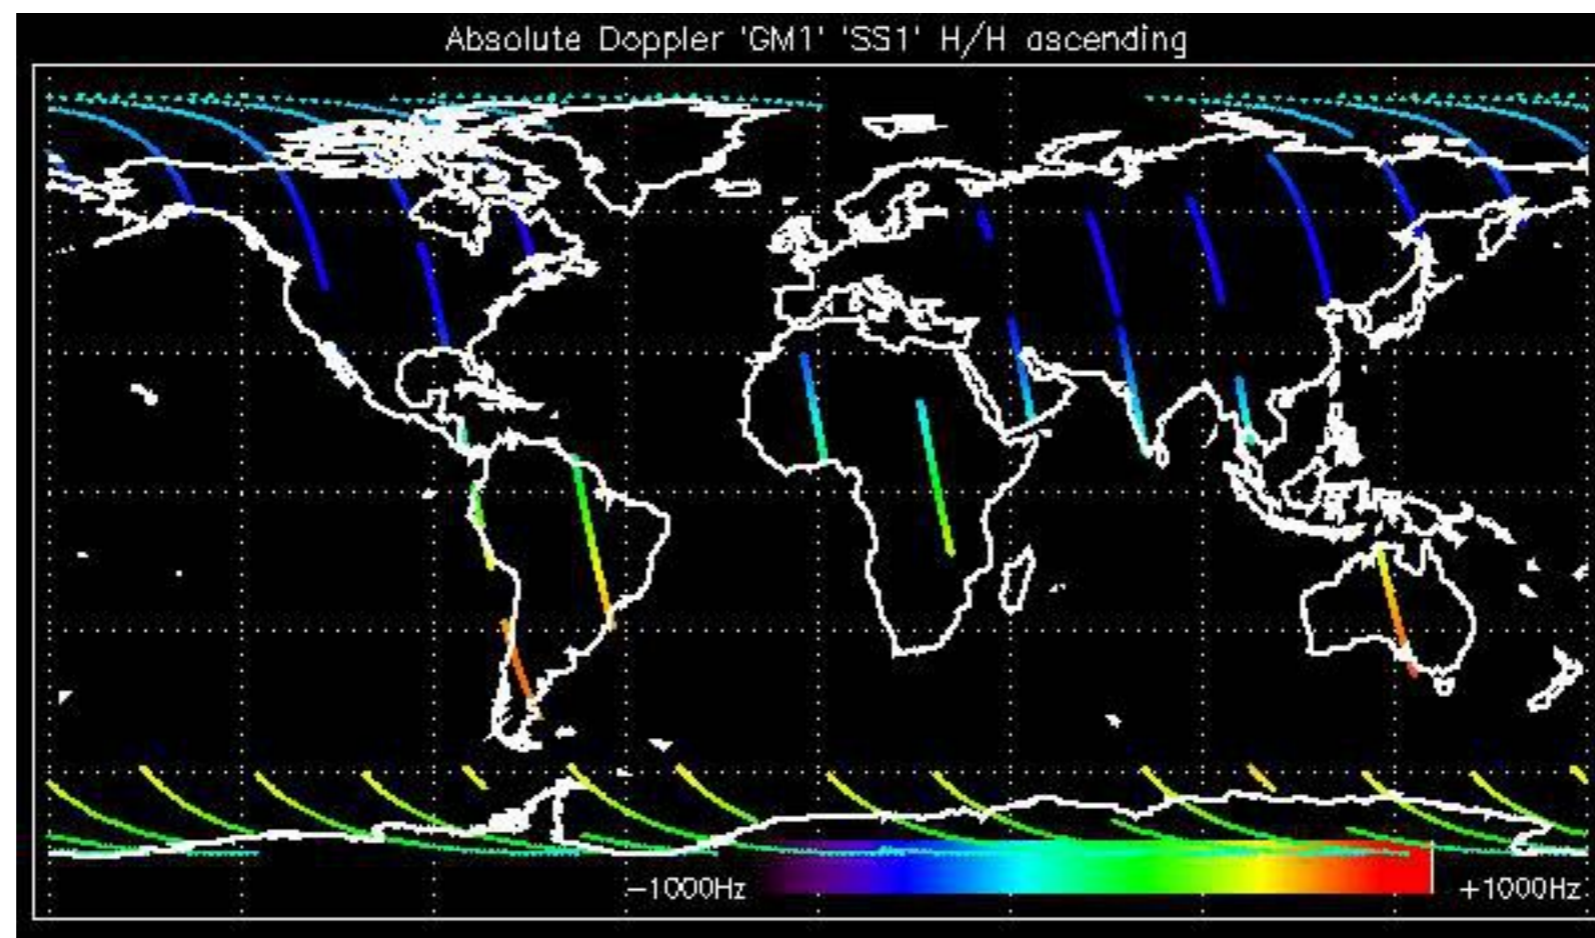 Absolute Doppler 'GM1' 'SS1' H/H ascending
−1000Hz
+1000Hz